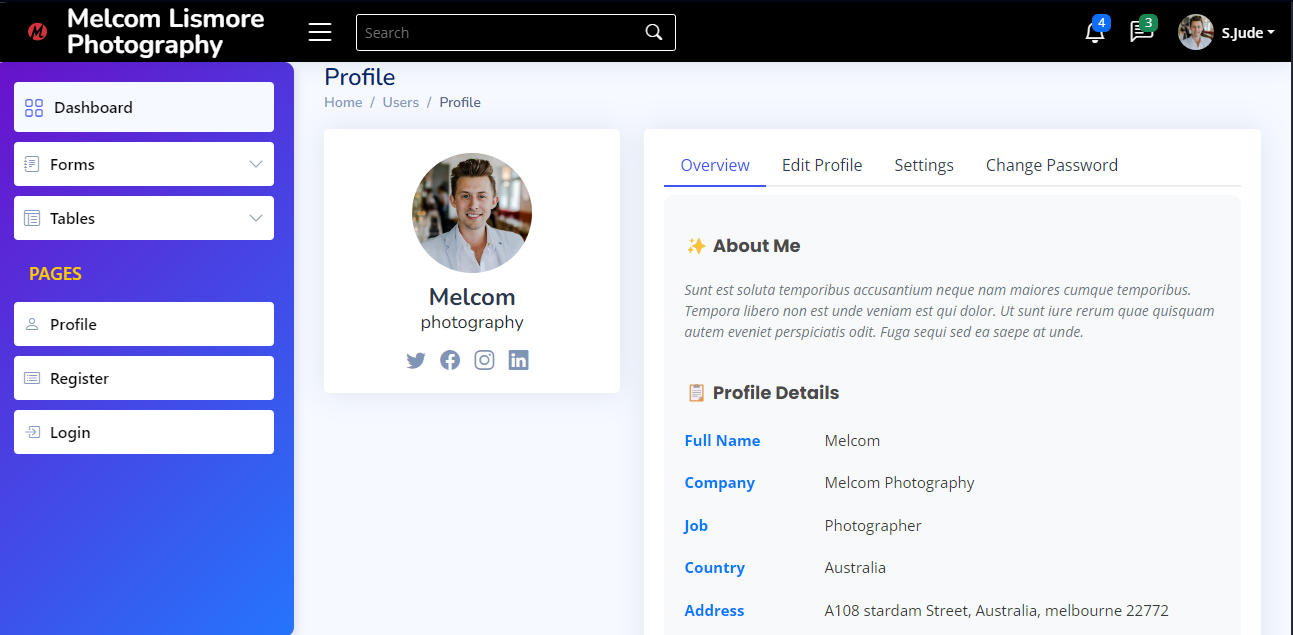 Melcom Lismore
Photography
Search
4
3
S.Jude
Dashboard
Forms
Tables
PAGES
Profile
Register
Login
Profile
Home / Users / Profile
Melcom
photography
Overview Edit Profile Settings Change Password
✨ About Me
Sunt est soluta temporibus accusantium neque nam maiores cumque temporibus.
Tempora libero non est unde veniam est qui dolor. Ut sunt iure rerum quae quisquam
autem eveniet perspiciatis odit. Fuga sequi sed ea saepe at unde.
📋 Profile Details
Full Name Melcom
Company Melcom Photography
Job Photographer
Country Australia
Address A108 stardam Street, Australia, melbourne 22772